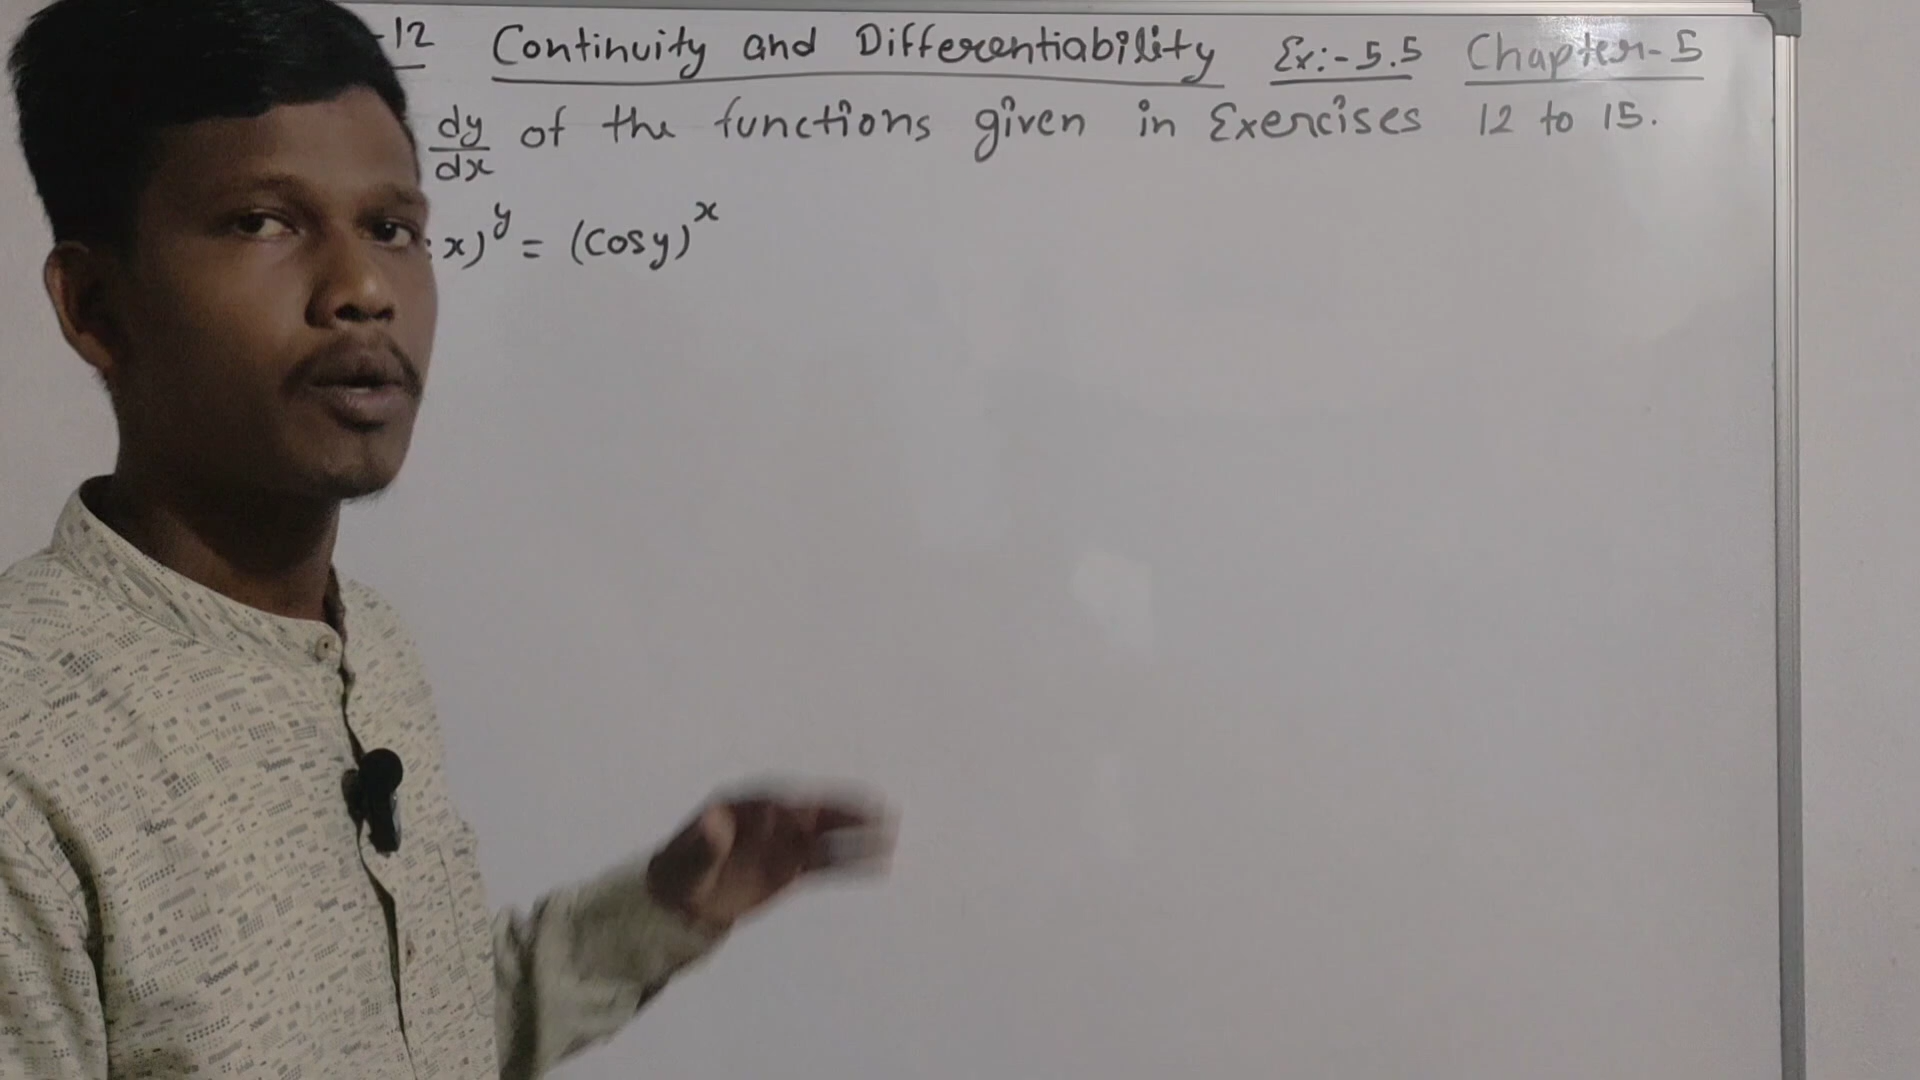 -12 Continuity and Differentiability Ex:-5.5 Chapter-5
dy/dx of the functions given in Exercises 12 to 15.
x)^y = (cosy)^x